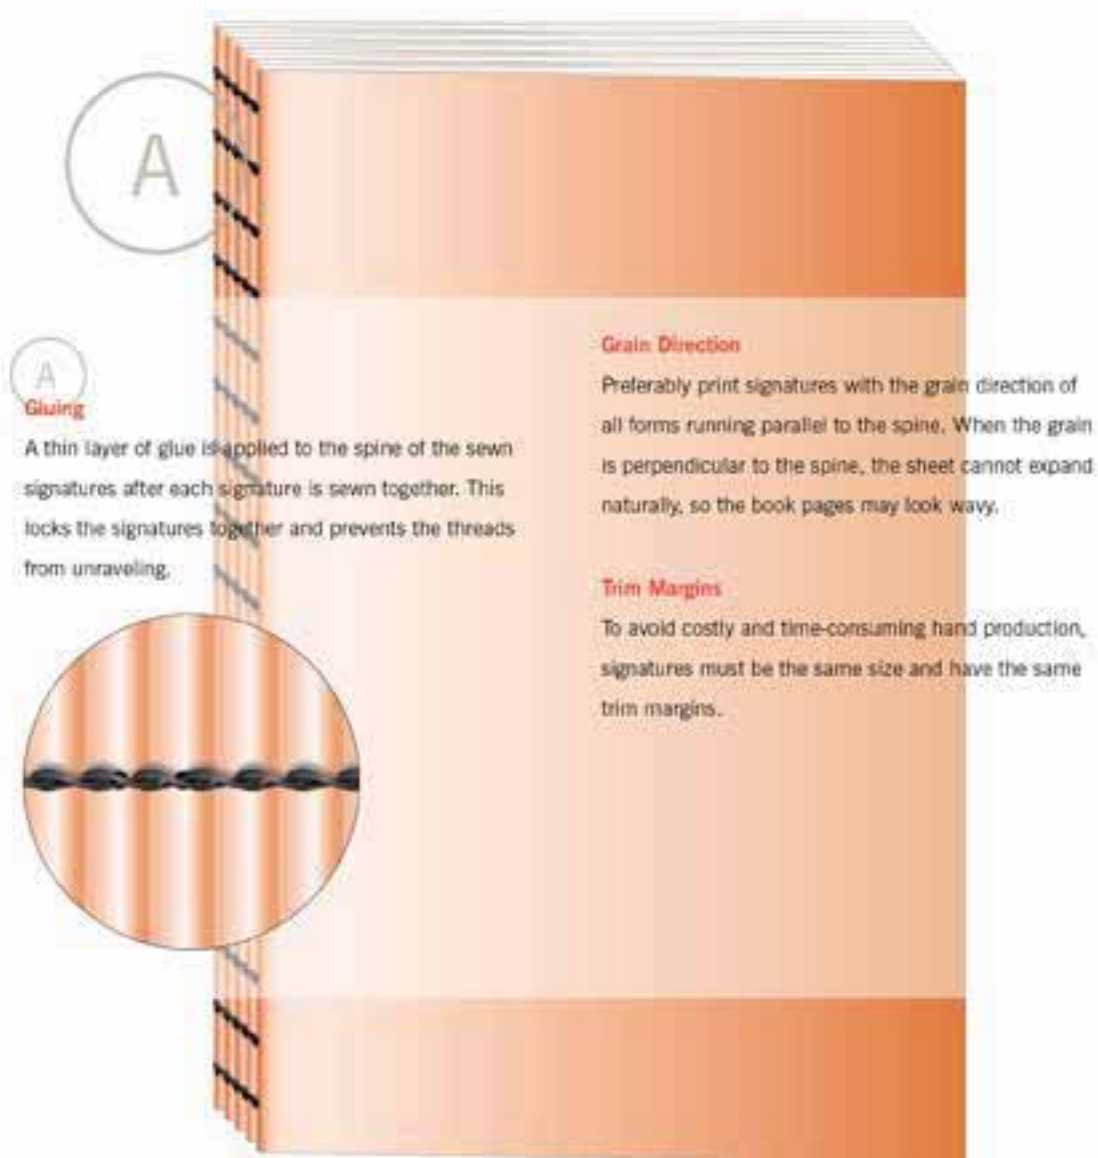 A
A
Gluing
A thin layer of glue is applied to the spine of the sewn
signatures after each signature is sewn together. This
locks the signatures together and prevents the threads
from unraveling.
Grain Direction
Preferably print signatures with the grain direction of
all forms running parallel to the spine. When the grain
is perpendicular to the spine, the sheet cannot expand
naturally, so the book pages may look wavy.
Trim Margins
To avoid costly and time-consuming hand production,
signatures must be the same size and have the same
trim margins.